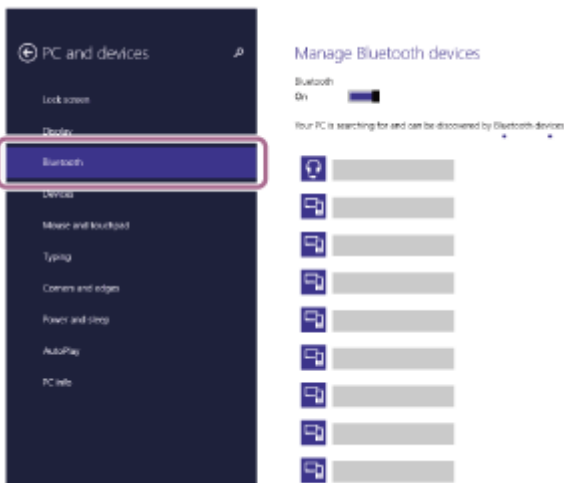 PC and devices
Lock screen
Display
Bluetooth
Devices
Mouse and touchpad
Typing
Corners and edges
Power and sleep
AutoPlay
PC info
Manage Bluetooth devices
Bluetooth
On
Your PC is searching for and can be discovered by Bluetooth devices